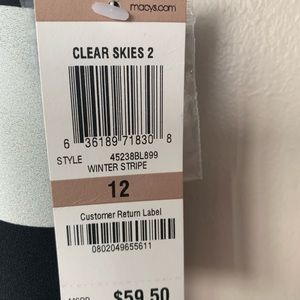 macys.com
CLEAR SKIES 2
6 36189 71830 8
STYLE 45238BL899
WINTER STRIPE
12
Customer Return Label
0802049655611
MSRP $59.50